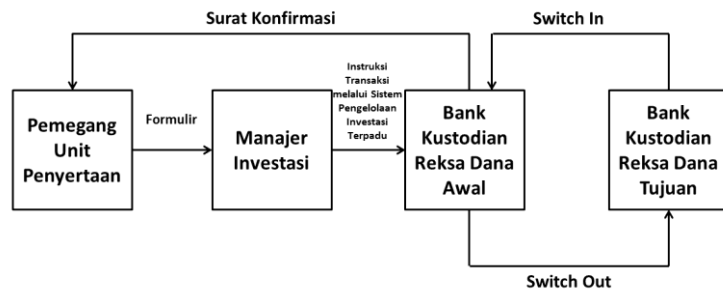 Surat Konfirmasi
Switch In
Pemegang
Unit
Penyertaan
Formulir
Manajer
Investasi
Instruksi
Transaksi
melalui Sistem
Pengelolaan
Investasi
Terpadu
Bank
Kustodian
Reksa Dana
Awal
Bank
Kustodian
Reksa Dana
Tujuan
Switch Out